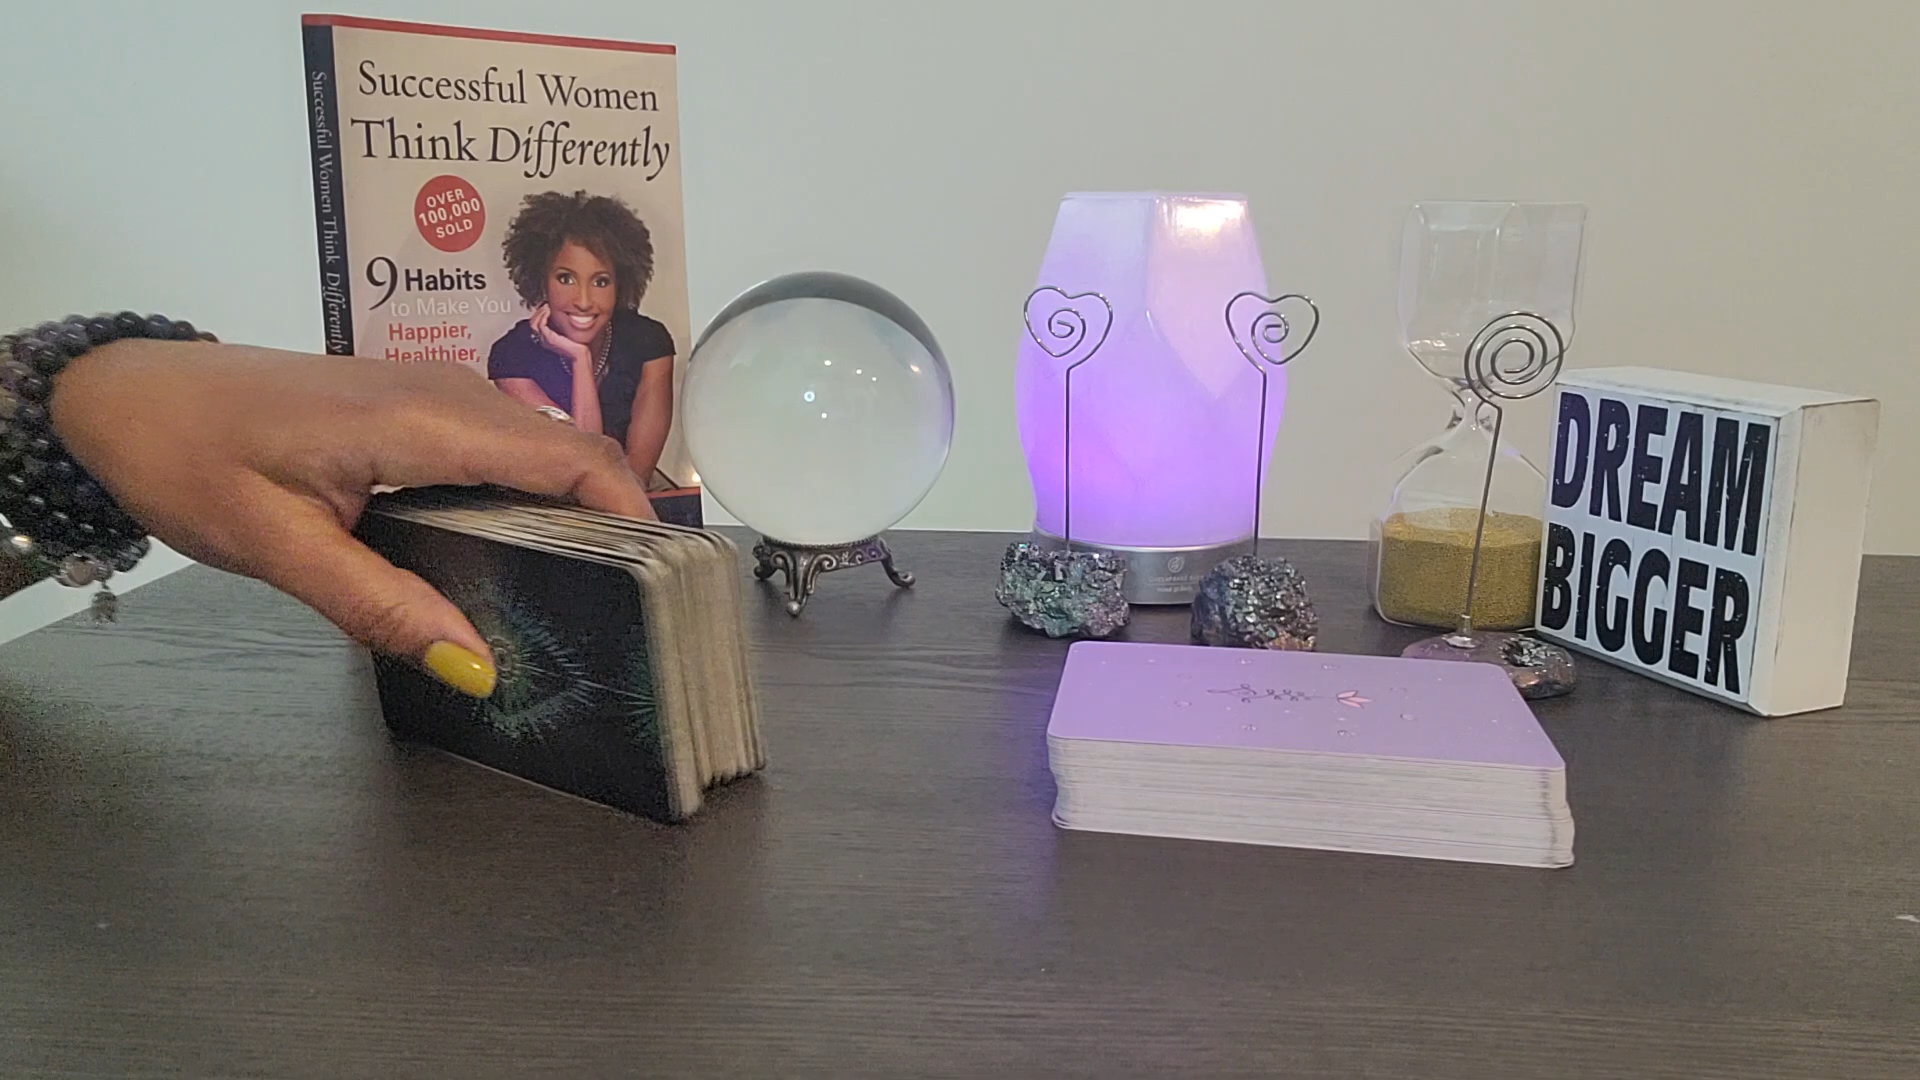 Successful Women
Think Differently
OVER
100,000
SOLD
9 Habits
to Make You
Happier,
Healthier,
Successful Women Think Differently
DREAM
BIGGER